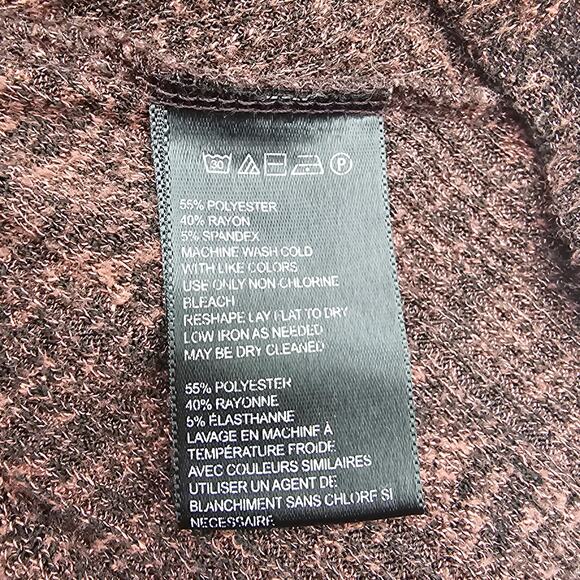 30 P
55% POLYESTER
40% RAYON
5% SPANDEX
MACHINE WASH COLD
WITH LIKE COLORS
USE ONLY NON CHLORINE
BLEACH
RESHAPE LAY FLAT TO DRY
LOW IRON AS NEEDED
MAY BE DRY CLEANED
55% POLYESTER
40% RAYONNE
5% ÉLASTHANNE
LAVAGE EN MACHINE À
TEMPÉRATURE FROIDE
AVEC COULEURS SIMILAIRES
UTILISER UN AGENT DE
BLANCHIMENT SANS CHLORE SI
NECESSAIRE